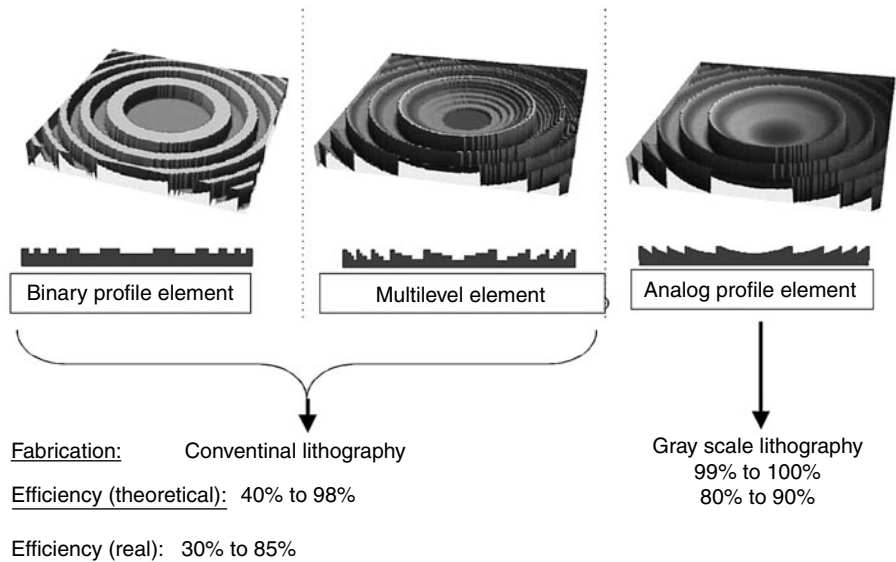 Binary profile element
Multilevel element
Analog profile element
Fabrication: Conventinal lithography
Efficiency (theoretical): 40% to 98%
Efficiency (real): 30% to 85%
Gray scale lithography
99% to 100%
80% to 90%